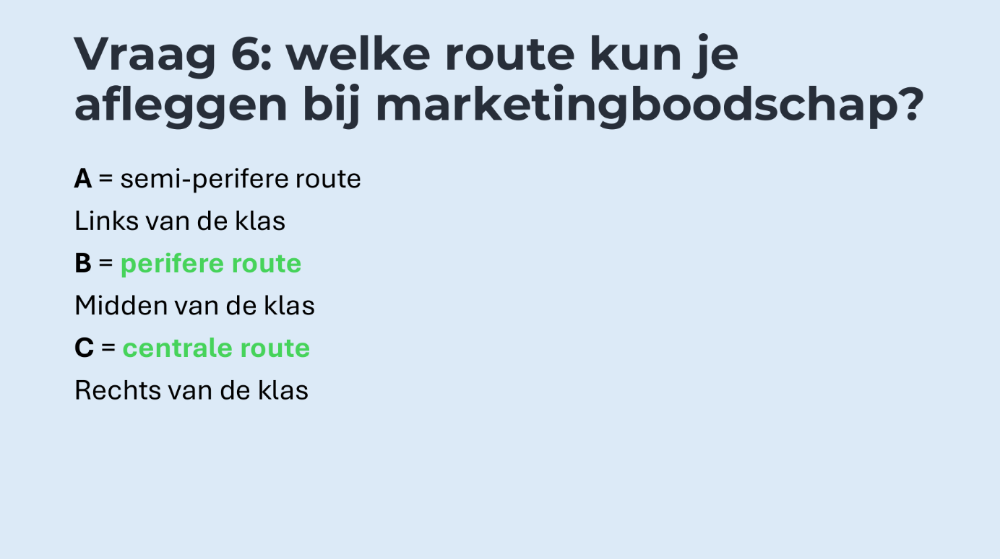 Vraag 6: welke route kun je
afleggen bij marketingboodschap?
A = semi-perifere route
Links van de klas
B = perifere route
Midden van de klas
C = centrale route
Rechts van de klas